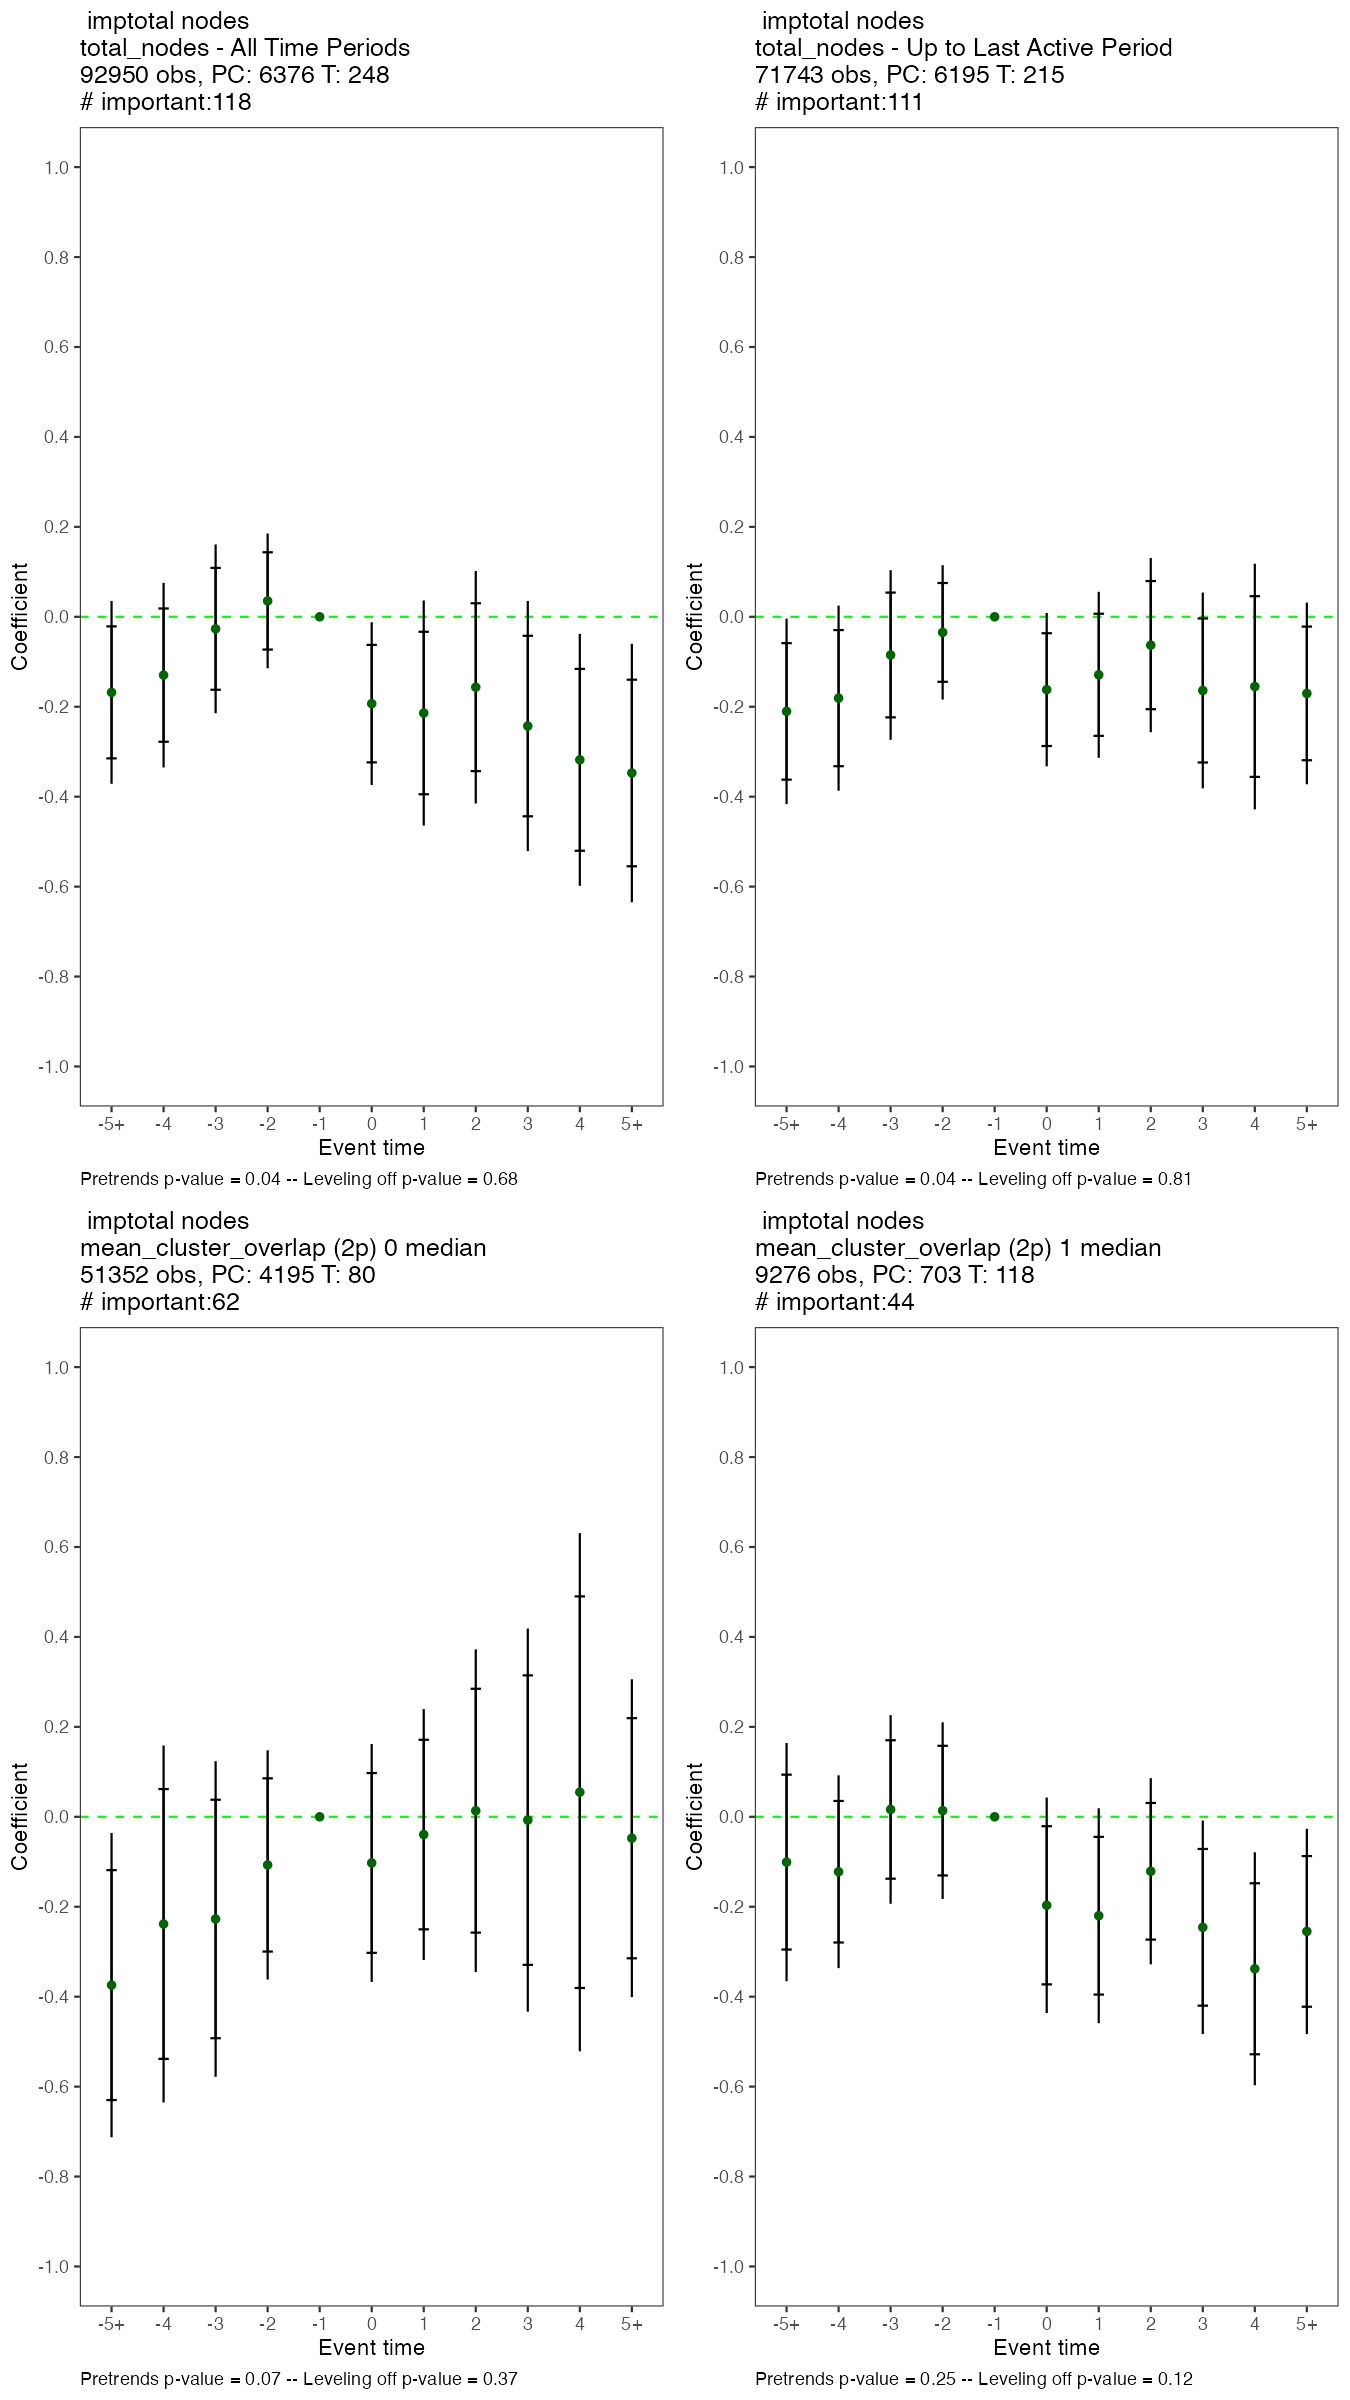 imptotal nodes
total_nodes - All Time Periods
92950 obs, PC: 6376 T: 248
# important:118
1.0
0.8
0.6
0.4
0.2
0.0
-0.2
-0.4
-0.6
-0.8
-1.0
Coefficient
-5+ -4 -3 -2 -1 0 1 2 3 4 5+
Event time
Pretrends p-value = 0.04 -- Leveling off p-value = 0.68
imptotal nodes
total_nodes - Up to Last Active Period
71743 obs, PC: 6195 T: 215
# important:111
1.0
0.8
0.6
0.4
0.2
0.0
-0.2
-0.4
-0.6
-0.8
-1.0
Coefficient
-5+ -4 -3 -2 -1 0 1 2 3 4 5+
Event time
Pretrends p-value = 0.04 -- Leveling off p-value = 0.81
imptotal nodes
mean_cluster_overlap (2p) 0 median
51352 obs, PC: 4195 T: 80
# important:62
1.0
0.8
0.6
0.4
0.2
0.0
-0.2
-0.4
-0.6
-0.8
-1.0
Coefficient
-5+ -4 -3 -2 -1 0 1 2 3 4 5+
Event time
Pretrends p-value = 0.07 -- Leveling off p-value = 0.37
imptotal nodes
mean_cluster_overlap (2p) 1 median
9276 obs, PC: 703 T: 118
# important:44
1.0
0.8
0.6
0.4
0.2
0.0
-0.2
-0.4
-0.6
-0.8
-1.0
Coefficient
-5+ -4 -3 -2 -1 0 1 2 3 4 5+
Event time
Pretrends p-value = 0.25 -- Leveling off p-value = 0.12